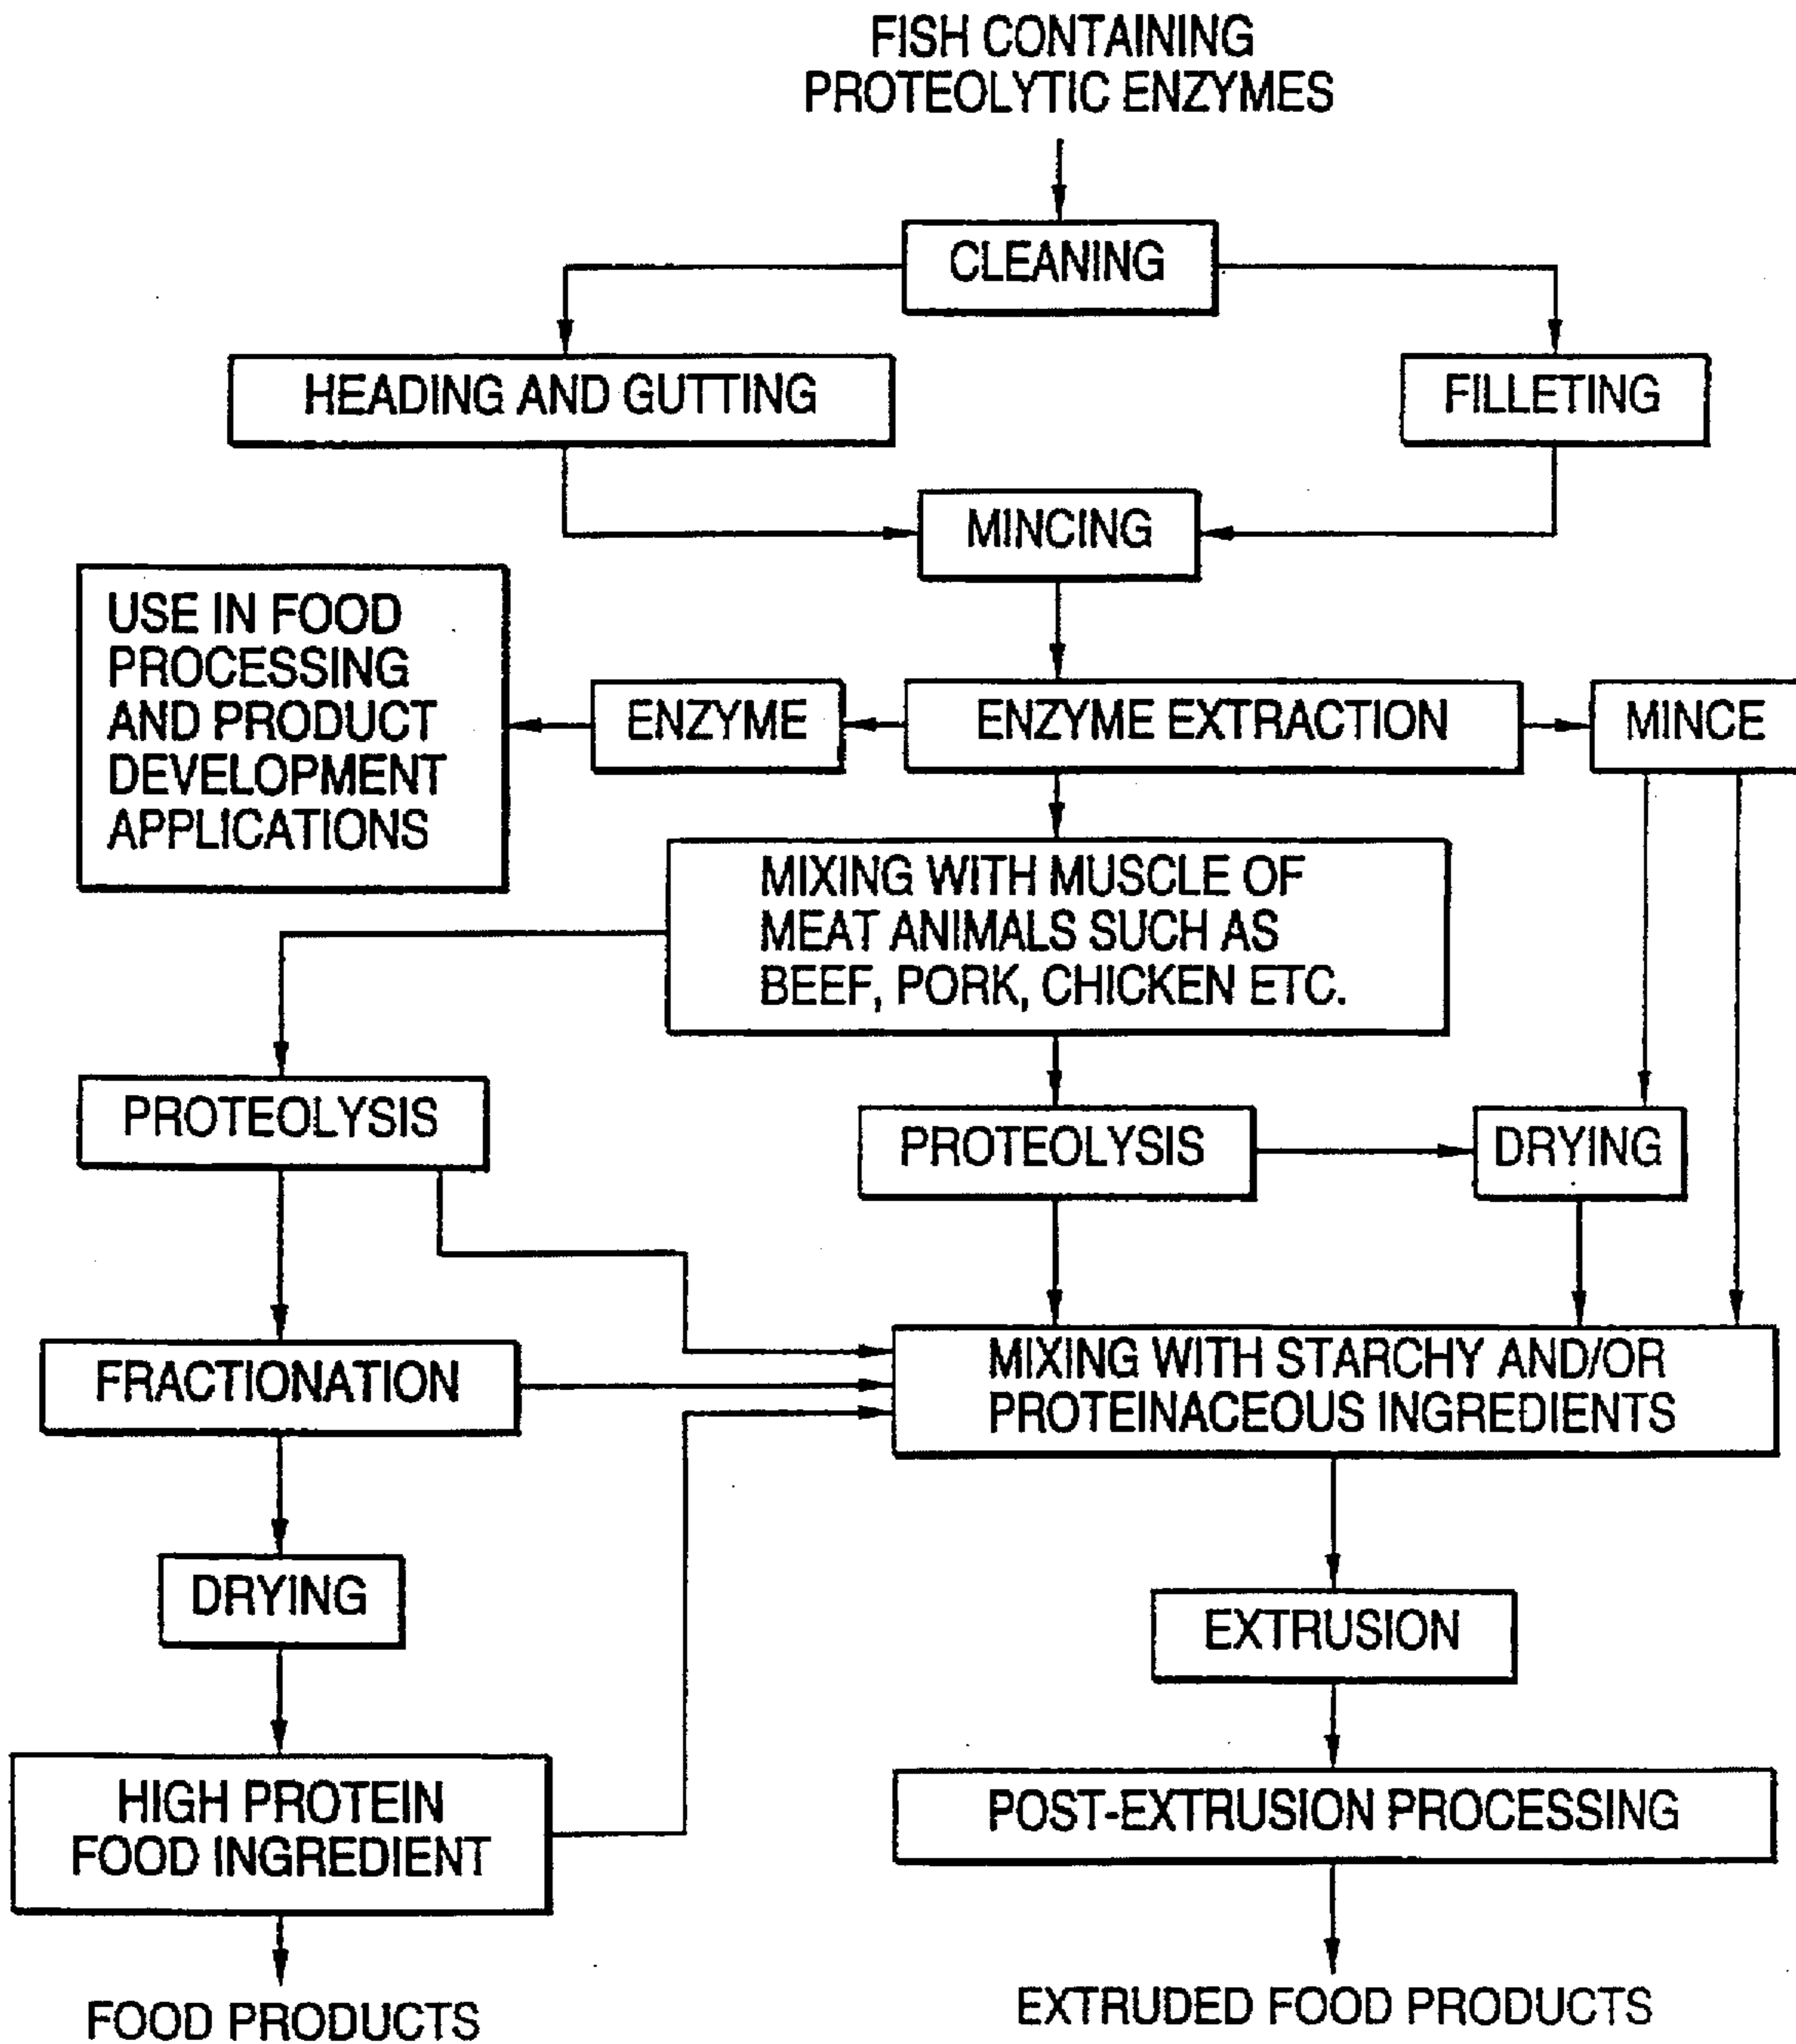 FISH CONTAINING
PROTEOLYTIC ENZYMES
CLEANING
HEADING AND GUTTING
FILLETING
MINCING
USE IN FOOD
PROCESSING
AND PRODUCT
DEVELOPMENT
APPLICATIONS
ENZYME
ENZYME EXTRACTION
MINCE
MIXING WITH MUSCLE OF
MEAT ANIMALS SUCH AS
BEEF, PORK, CHICKEN ETC.
PROTEOLYSIS
PROTEOLYSIS
DRYING
FRACTIONATION
MIXING WITH STARCHY AND/OR
PROTEINACEOUS INGREDIENTS
DRYING
EXTRUSION
HIGH PROTEIN
FOOD INGREDIENT
POST-EXTRUSION PROCESSING
FOOD PRODUCTS
EXTRUDED FOOD PRODUCTS